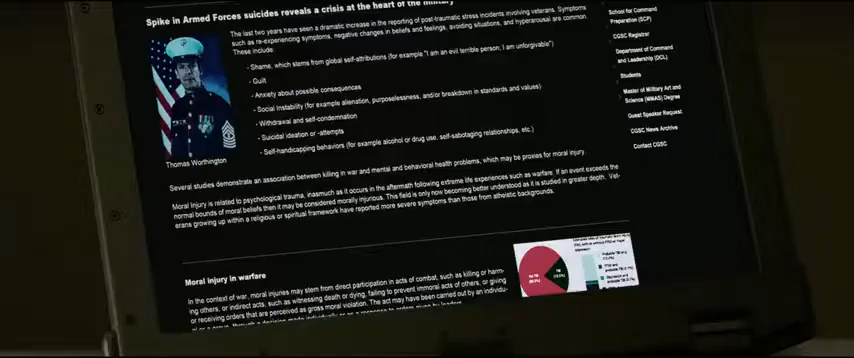 Spike in Armed Forces suicides reveals a crisis at the heart of the military
The last two years have seen a dramatic increase in the reporting of post-traumatic stress incidents involving veterans. Symptoms
such as re-experiencing symptoms, negative changes in beliefs and feelings, avoiding situations, and hyperarousal are common.
These include:
- Shame, which stems from global self-attributions (for example "I am an evil terrible person; I am unforgivable")
- Guilt
- Anxiety about possible consequences
- Social Instability (for example alienation, purposelessness, and/or breakdown in standards and values)
- Withdrawal and self-condemnation
- Suicidal ideation or -attempts
- Self-handicapping behaviors (for example alcohol or drug use, self-sabotaging relationships, etc.)
Thomas Worthington
Several studies demonstrate an association between killing in war and mental and behavioral health problems, which may be proxies for moral injury.
Moral Injury is related to psychological trauma, inasmuch as it occurs in the aftermath following extreme life experiences such as warfare. If an event exceeds the
normal bounds of moral beliefs then it may be considered morally injurious. This field is only now becoming better understood as it is studied in greater depth. Vet-
erans growing up within a religious or spiritual framework have reported more severe symptoms than those from atheistic backgrounds.
Moral injury in warfare
In the context of war, moral injuries may stem from direct participation in acts of combat, such as killing or harm-
ing others, or indirect acts, such as witnessing death or dying, failing to prevent immoral acts of others, or giving
or receiving orders that are perceived as gross moral violation. The act may have been carried out by an individu-
al or a group, through a decision made individually or as a response to orders given by leaders.
School for Command
Preparation (SCP)
CGSC Registrar
Department of Command
and Leadership (DCL)
Students
Master of Military Art and
Science (MMAS) Degree
Guest Speaker Request
CGSC News Archive
Contact CGSC